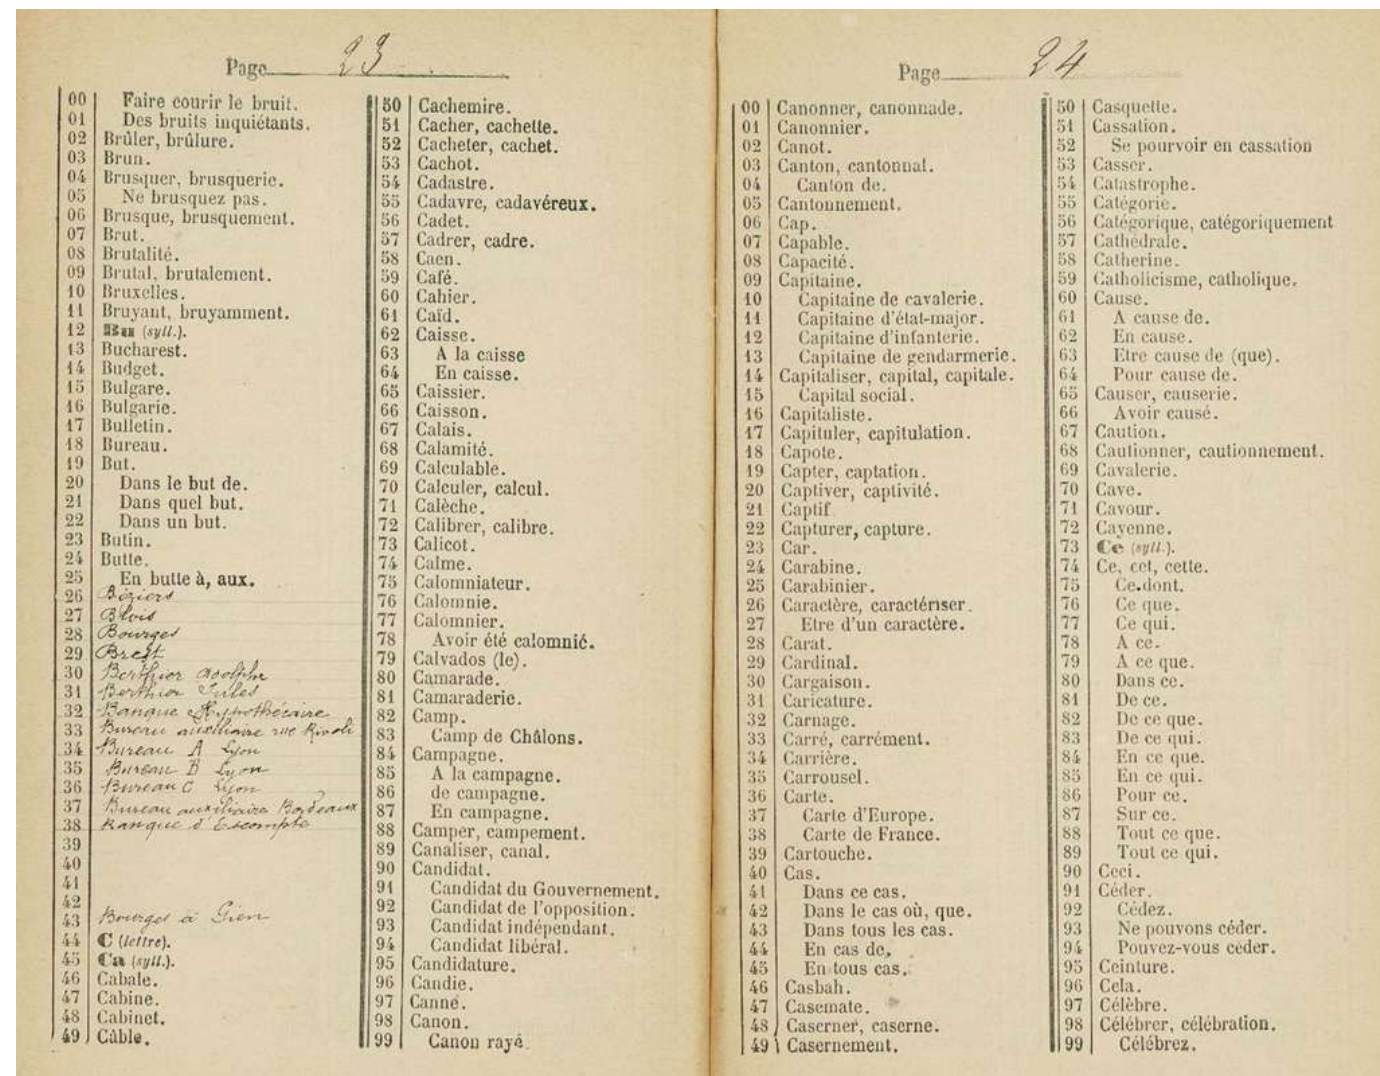 Page 23
00 Faire courir le bruit.
01 Des bruits inquiétants.
02 Brûler, brûlure.
03 Brun.
04 Brusquer, brusquerie.
05 Ne brusquez pas.
06 Brusque, brusquement.
07 Brut.
08 Brutalité.
09 Brutal, brutalement.
10 Bruxelles.
11 Bruyant, bruyamment.
12 Bu (syll.).
13 Bucharest.
14 Budget.
15 Bulgare.
16 Bulgarie.
17 Bulletin.
18 Bureau.
19 But.
20 Dans le but de.
21 Dans quel but.
22 Dans un but.
23 Butin.
24 Butte.
25 En butte à, aux.
26 Béziers
27 Blois
28 Bourges
29 Brest
30 Berthier Adolphe
31 Berthier Jules
32 Banque Hypothécaire
33 Bureau auxiliaire rue Rivoli
34 Bureau A Lyon
35 Bureau B Lyon
36 Bureau C Lyon
37 Bureau auxiliaire Bordeaux
38 Banque d'Escompte
39
40
41
42
43 Bourges à Gien
44 C (lettre).
45 Ca (syll.).
46 Cabale.
47 Cabine.
48 Cabinet.
49 Câble.
50 Cachemire.
51 Cacher, cachette.
52 Cacheter, cachet.
53 Cachot.
54 Cadastre.
55 Cadavre, cadavéreux.
56 Cadet.
57 Cadrer, cadre.
58 Caen.
59 Café.
60 Cahier.
61 Caïd.
62 Caisse.
63 A la caisse
64 En caisse.
65 Caissier.
66 Caisson.
67 Calais.
68 Calamité.
69 Calculable.
70 Calculer, calcul.
71 Calèche.
72 Calibrer, calibre.
73 Calicot.
74 Calme.
75 Calomniateur.
76 Calomnie.
77 Calomnier.
78 Avoir été calomnié.
79 Calvados (le).
80 Camarade.
81 Camaraderie.
82 Camp.
83 Camp de Châlons.
84 Campagne.
85 A la campagne.
86 de campagne.
87 En campagne.
88 Camper, campement.
89 Canaliser, canal.
90 Candidat.
91 Candidat du Gouvernement.
92 Candidat de l'opposition.
93 Candidat indépendant.
94 Candidat libéral.
95 Candidature.
96 Candie.
97 Canne.
98 Canon.
99 Canon rayé.
Page 24
00 Canonner, canonnade.
01 Canonnier.
02 Canot.
03 Canton, cantonnal.
04 Canton de.
05 Cantonnement.
06 Cap.
07 Capable.
08 Capacité.
09 Capitaine.
10 Capitaine de cavalerie.
11 Capitaine d'état-major.
12 Capitaine d'infanterie.
13 Capitaine de gendarmerie.
14 Capitaliser, capital, capitale.
15 Capital social.
16 Capitaliste.
17 Capituler, capitulation.
18 Capote.
19 Capter, captation.
20 Captiver, captivité.
21 Captif
22 Capturer, capture.
23 Car.
24 Carabine.
25 Carabinier.
26 Caractère, caractériser.
27 Etre d'un caractère.
28 Carat.
29 Cardinal.
30 Cargaison.
31 Caricature.
32 Carnage.
33 Carré, carrément.
34 Carrière.
35 Carrousel.
36 Carte.
37 Carte d'Europe.
38 Carte de France.
39 Cartouche.
40 Cas.
41 Dans ce cas.
42 Dans le cas où, que.
43 Dans tous les cas.
44 En cas de.
45 En tous cas.
46 Casbah.
47 Casemate.
48 Caserner, caserne.
49 Casernement.
50 Casquette.
51 Cassation.
52 Se pourvoir en cassation
53 Casser.
54 Catastrophe.
55 Catégorie.
56 Catégorique, catégoriquement
57 Cathédrale.
58 Catherine.
59 Catholicisme, catholique.
60 Cause.
61 A cause de.
62 En cause.
63 Etre cause de (que).
64 Pour cause de.
65 Causer, causerie.
66 Avoir causé.
67 Caution.
68 Cautionner, cautionnement.
69 Cavalerie.
70 Cave.
71 Cavour.
72 Cayenne.
73 Ce (syll.).
74 Ce, cet, cette.
75 Ce dont.
76 Ce que.
77 Ce qui.
78 A ce.
79 A ce que.
80 Dans ce.
81 De ce.
82 De ce que.
83 De ce qui.
84 En ce que.
85 En ce qui.
86 Pour ce.
87 Sur ce.
88 Tout ce que.
89 Tout ce qui.
90 Ceci.
91 Céder.
92 Cédez.
93 Ne pouvons céder.
94 Pouvez-vous céder.
95 Ceinture.
96 Cela.
97 Célèbre.
98 Célébrer, célébration.
99 Célébrez.